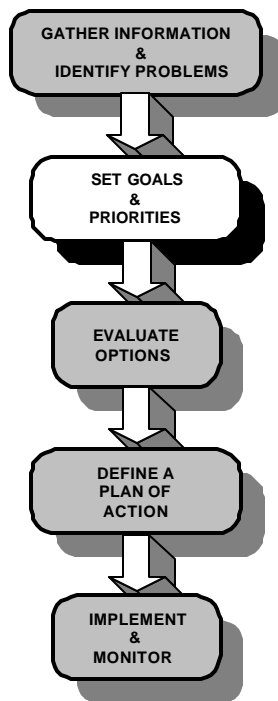 GATHER INFORMATION
&
IDENTIFY PROBLEMS
SET GOALS
&
PRIORITIES
EVALUATE
OPTIONS
DEFINE A
PLAN OF
ACTION
IMPLEMENT
&
MONITOR